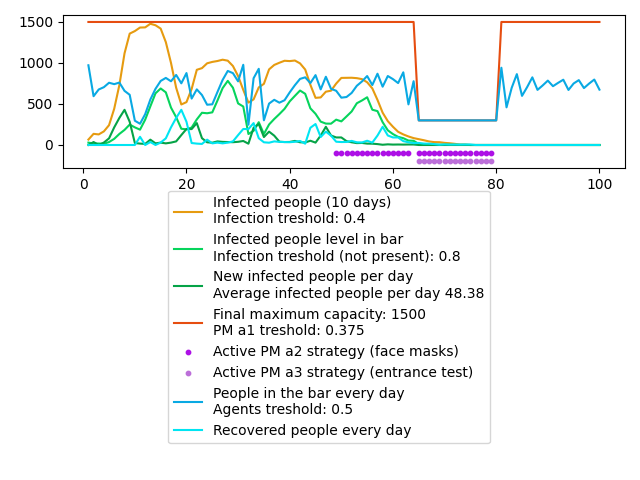 1500
1000
500
0
0
20
40
60
80
100
Infected people (10 days)
Infection treshold: 0.4
Infected people level in bar
Infection treshold (not present): 0.8
New infected people per day
Average infected people per day 48.38
Final maximum capacity: 1500
PM a1 treshold: 0.375
Active PM a2 strategy (face masks)
Active PM a3 strategy (entrance test)
People in the bar every day
Agents treshold: 0.5
Recovered people every day